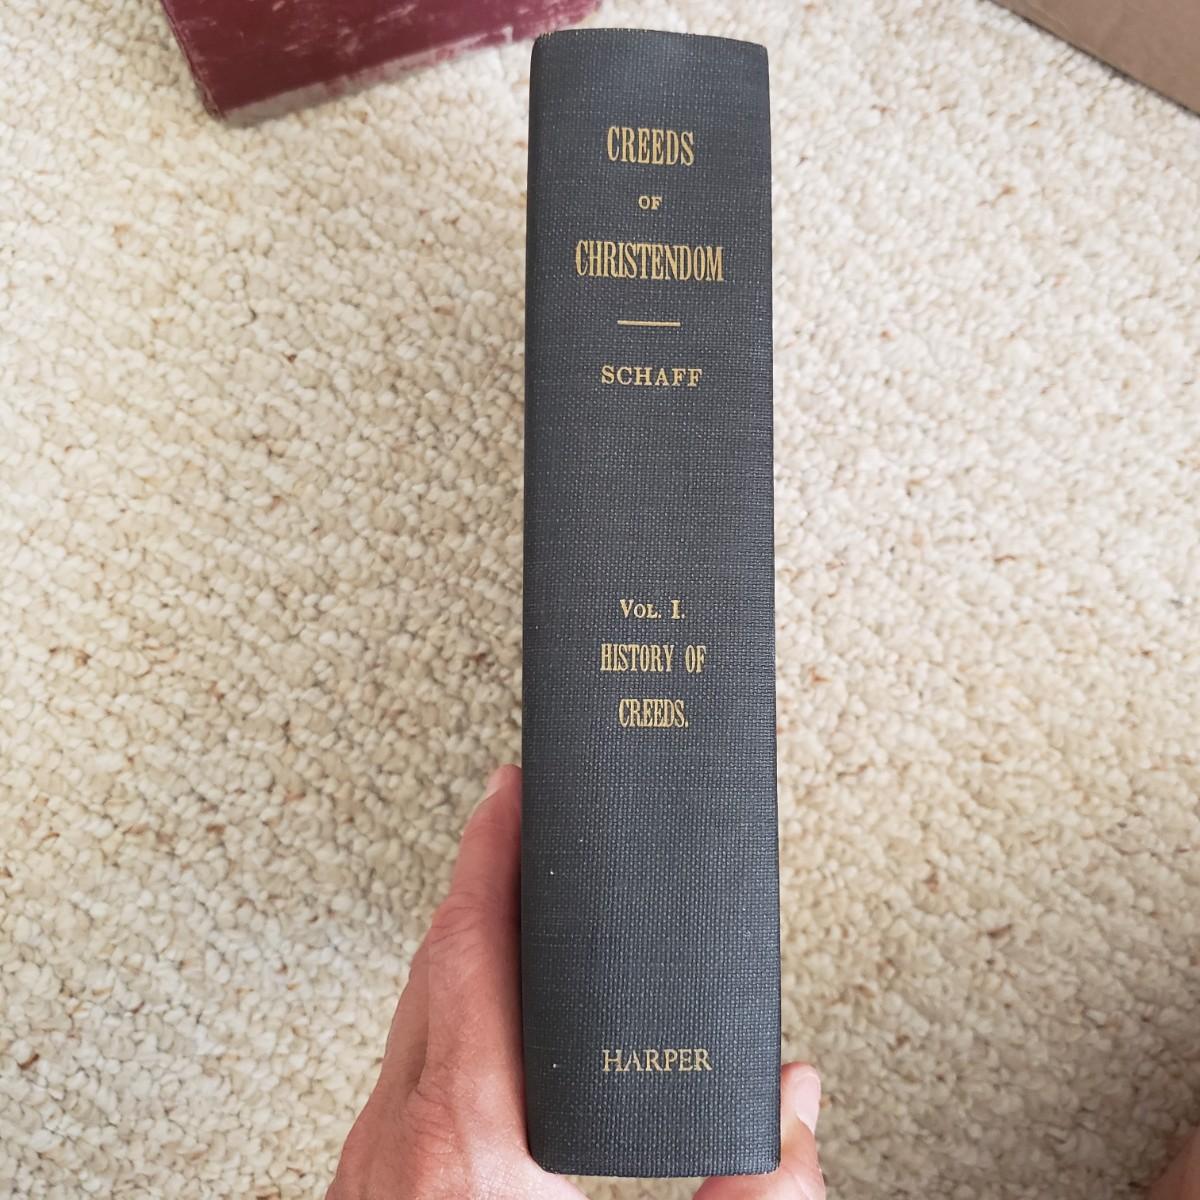 CREEDS
OF
CHRISTENDOM
SCHAFF
VOL. I.
HISTORY OF
CREEDS.
HARPER